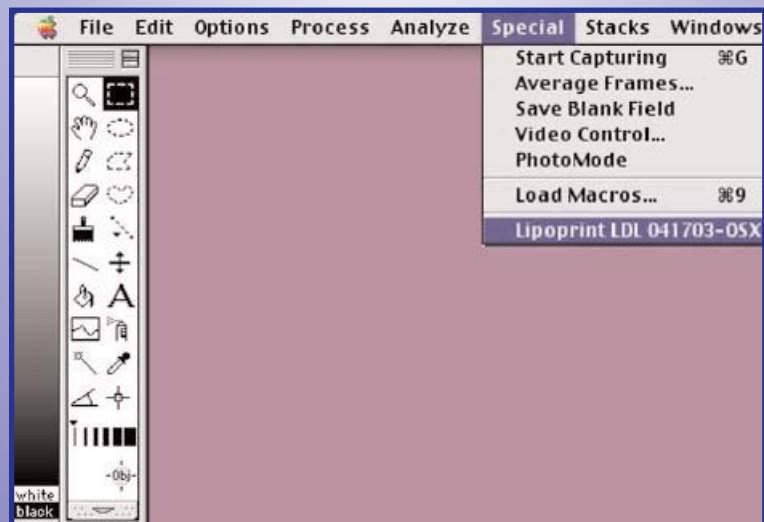 File Edit Options Process Analyze Special Stacks Windows
Start Capturing ⌘G
Average Frames...
Save Blank Field
Video Control...
PhotoMode
Load Macros... ⌘9
Lipoprint LDL 041703-OSX
A
-Obj-
white
black